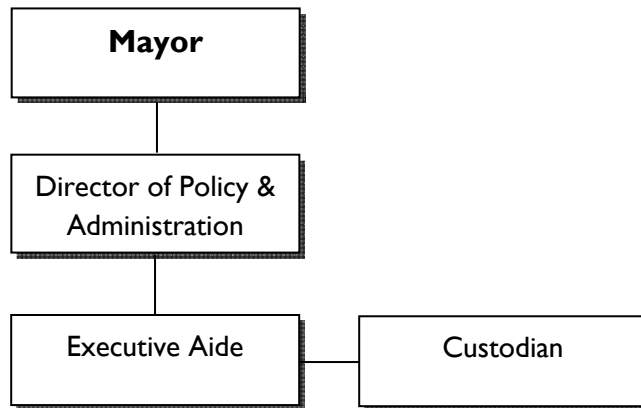 Mayor
Director of Policy &
Administration
Executive Aide
Custodian